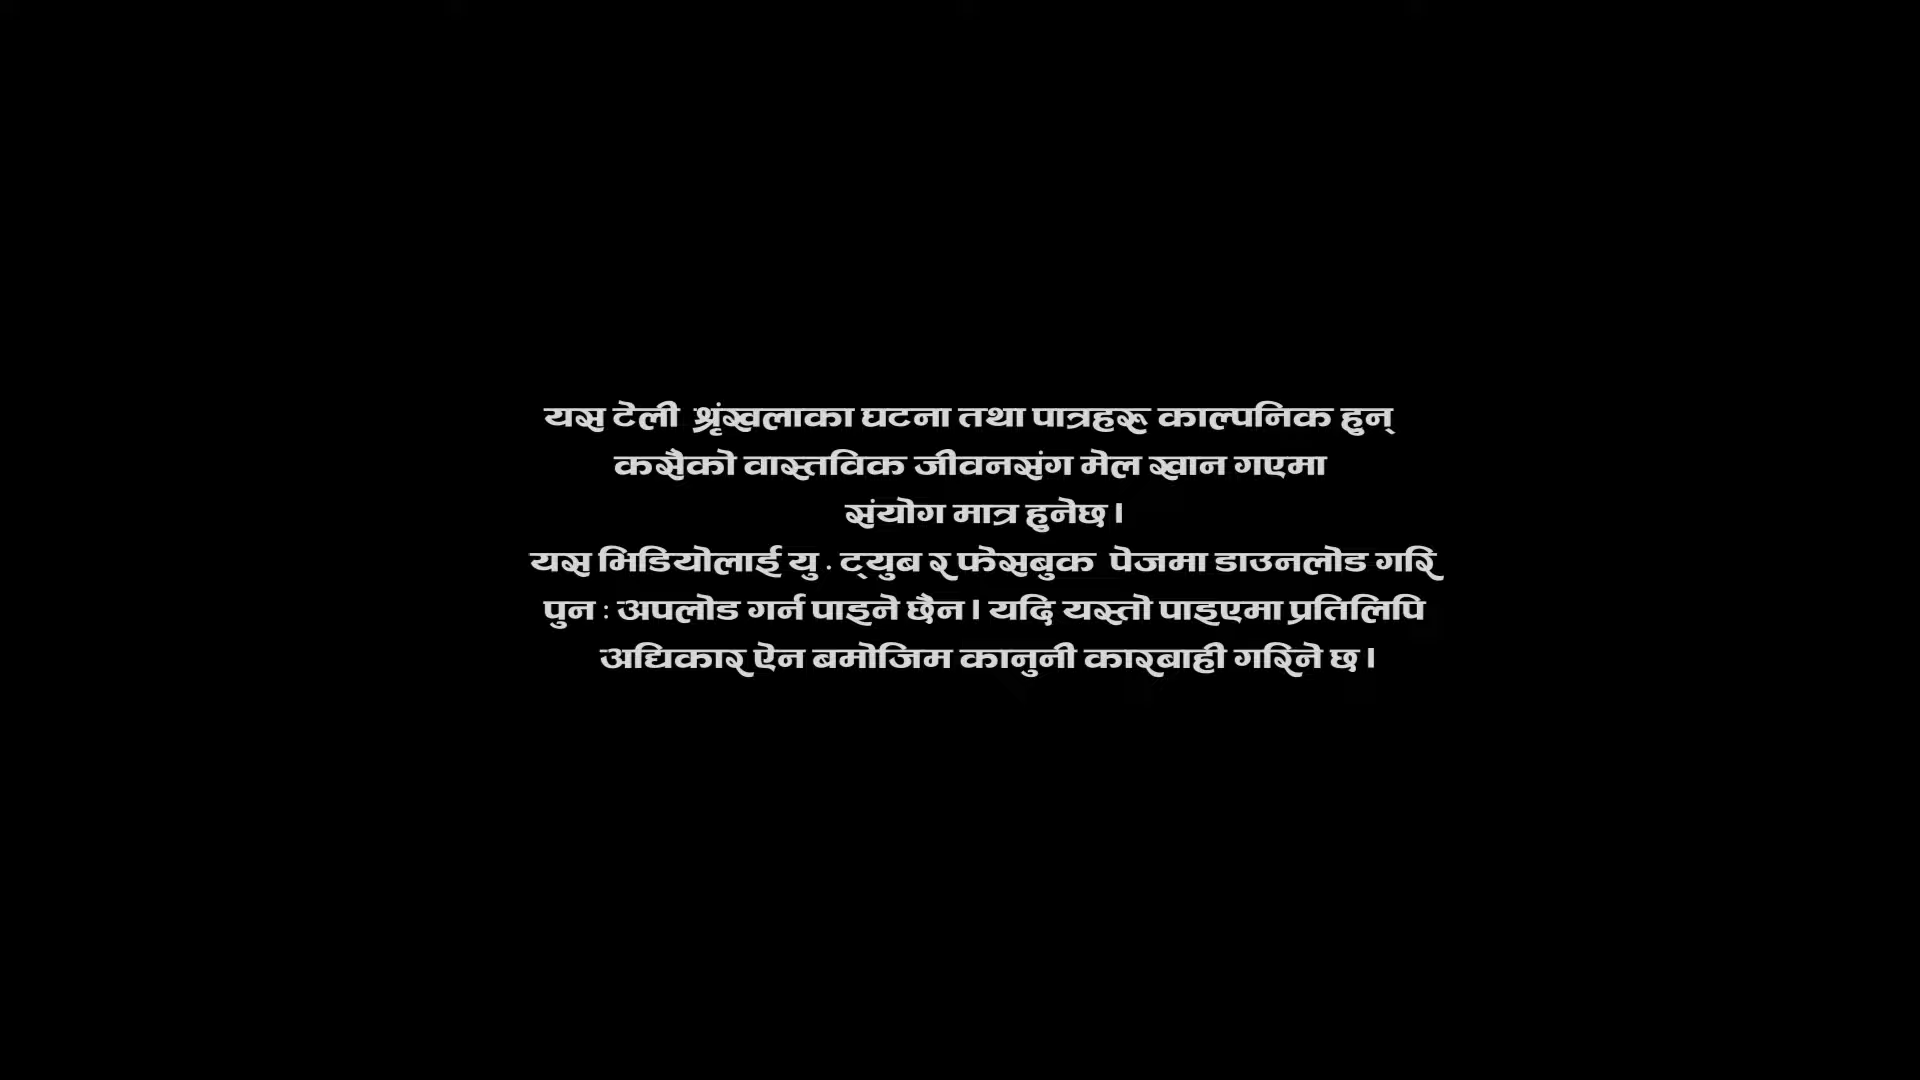 यस टेली श्रृंखलाका घटना तथा पात्रहरू काल्पनिक हुन्
कसैको वास्तविक जीवनसंग मेल खान गएमा
संयोग मात्र हुनेछ।
यस भिडियोलाई यु . ट्युब र फेसबुक पेजमा डाउनलोड गरि
पुन : अपलोड गर्न पाइने छैन। यदि यस्तो पाइएमा प्रतिलिपि
अधिकार ऐन बमोजिम कानुनी कारबाही गरिने छ।